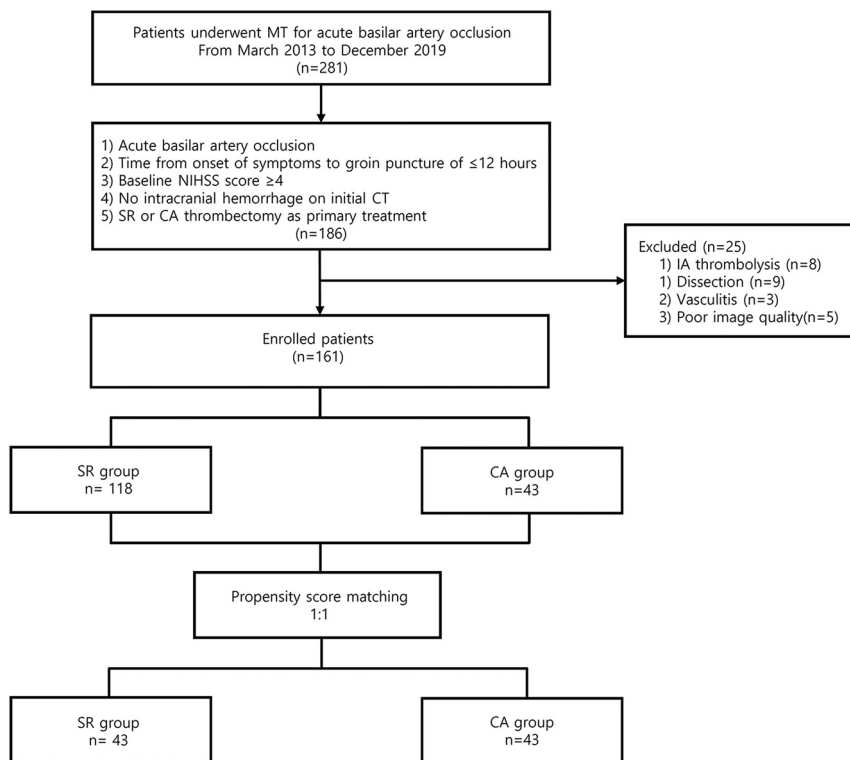 Patients underwent MT for acute basilar artery occlusion
From March 2013 to December 2019
(n=281)
1) Acute basilar artery occlusion
2) Time from onset of symptoms to groin puncture of ≤12 hours
3) Baseline NIHSS score ≥4
4) No intracranial hemorrhage on initial CT
5) SR or CA thrombectomy as primary treatment
(n=186)
Excluded (n=25)
1) IA thrombolysis (n=8)
1) Dissection (n=9)
2) Vasculitis (n=3)
3) Poor image quality(n=5)
Enrolled patients
(n=161)
SR group
n= 118
CA group
n=43
Propensity score matching
1:1
SR group
n= 43
CA group
n=43